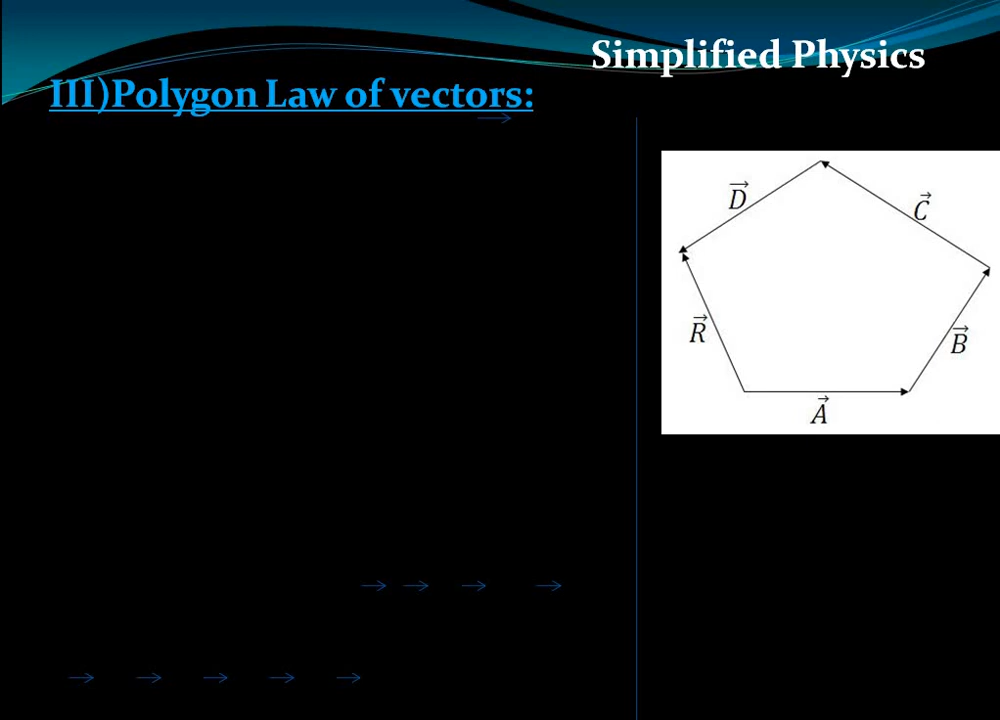 Simplified Physics
III)Polygon Law of vectors:
D⃗
C⃗
R⃗
B⃗
A⃗